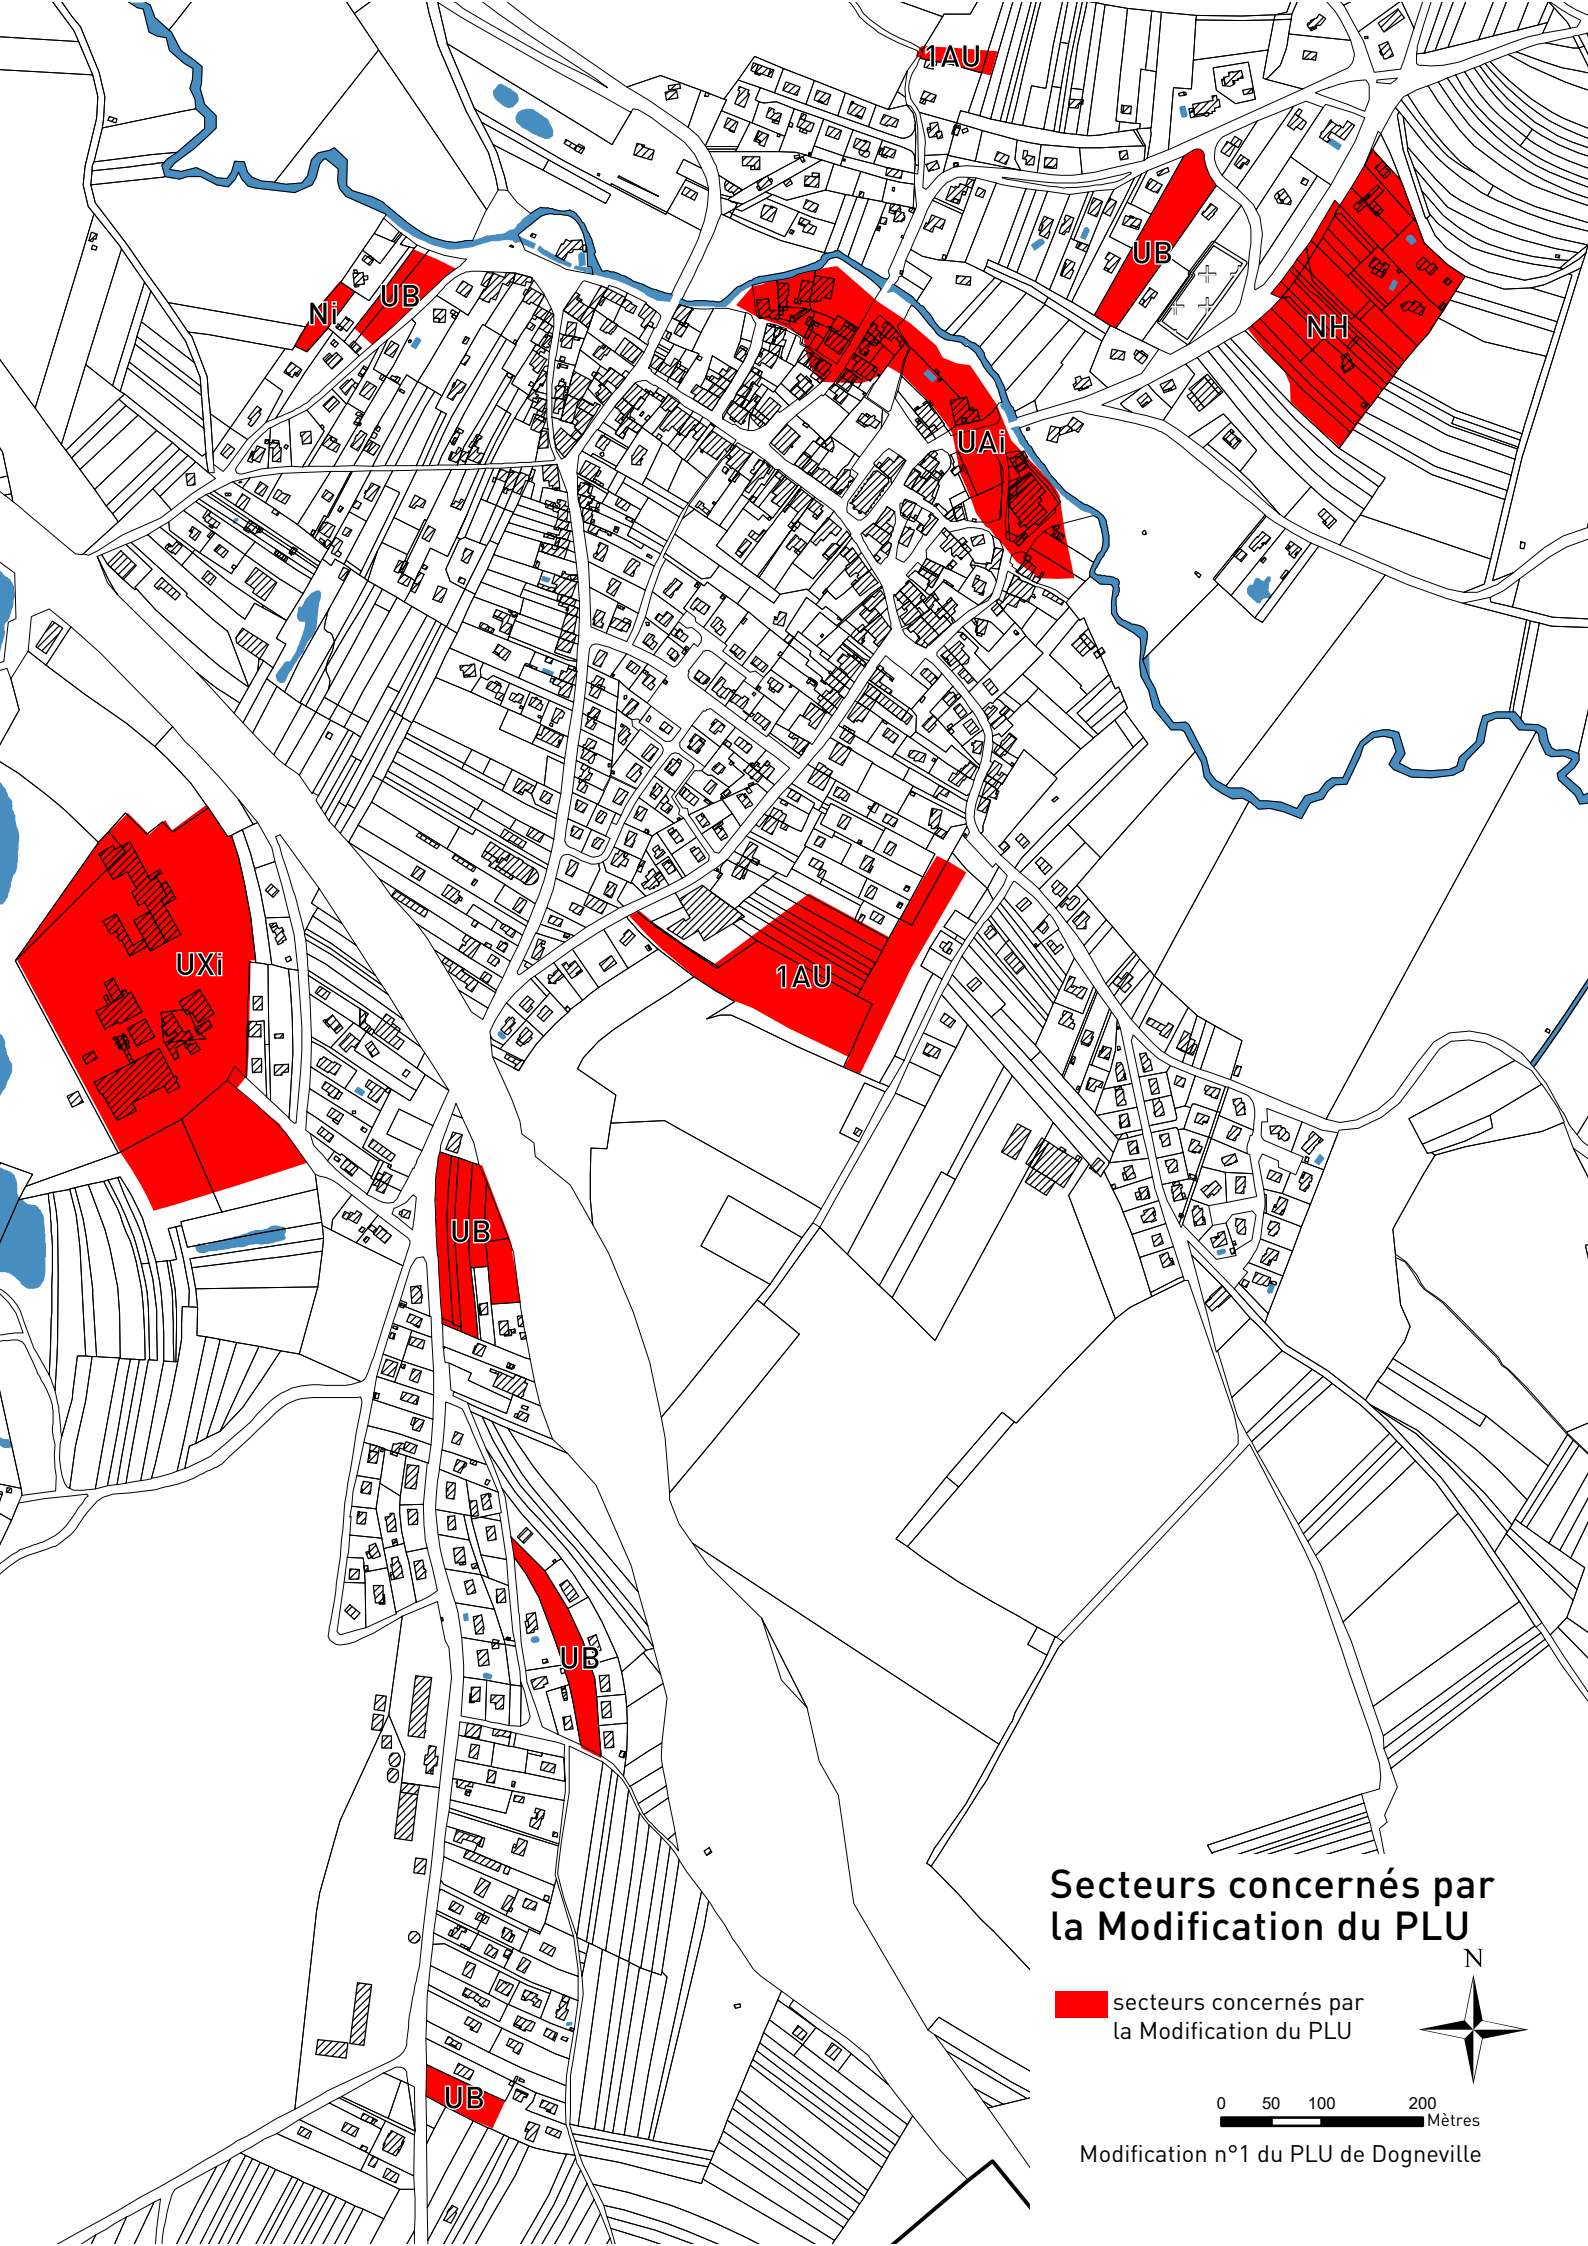 1AU
UB
UB
Ni
NH
UAi
UXi
1AU
UB
UB
UB
Secteurs concernés par
la Modification du PLU
N
secteurs concernés par
la Modification du PLU
0 50 100 200
Mètres
Modification n°1 du PLU de Dogneville